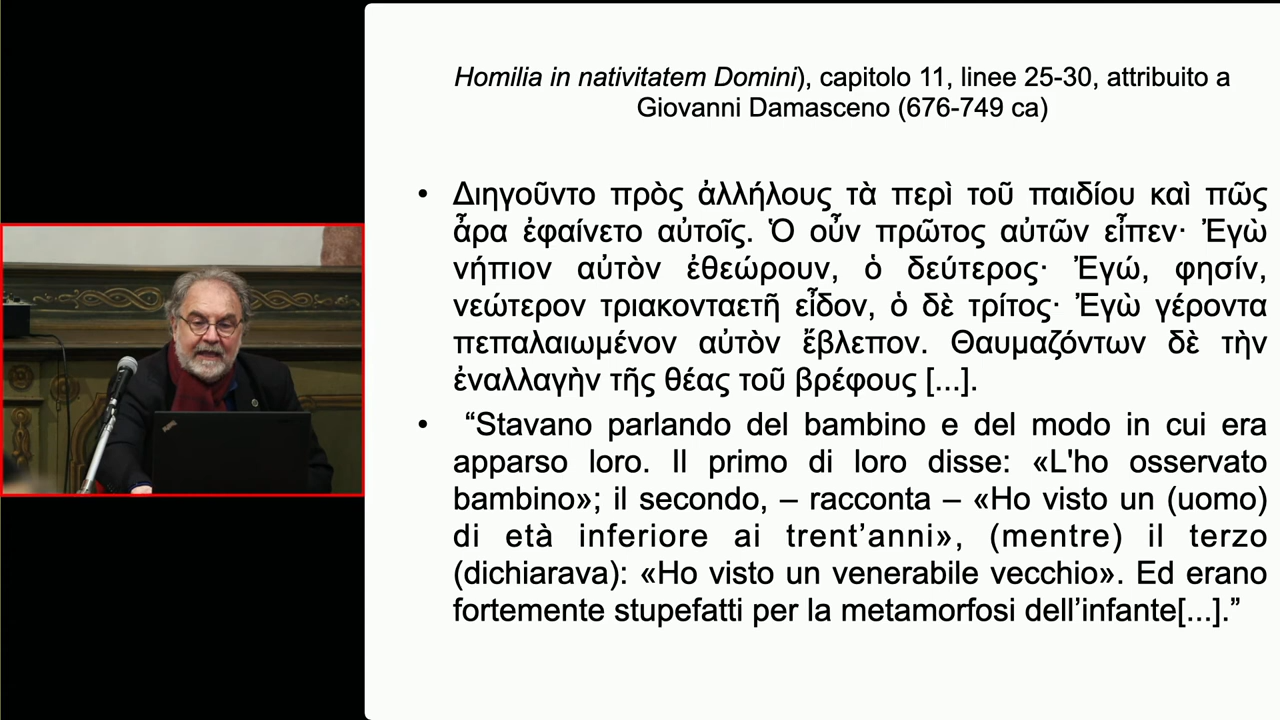 Homilia in nativitatem Domini), capitolo 11, linee 25-30, attribuito a
Giovanni Damasceno (676-749 ca)
• Διηγοῦντο πρὸς ἀλλήλους τὰ περὶ τοῦ παιδίου καὶ πῶς
ἆρα ἐφαίνετο αὐτοῖς. Ὁ οὖν πρῶτος αὐτῶν εἶπεν· Ἐγὼ
νήπιον αὐτὸν ἐθεώρουν, ὁ δεύτερος· Ἐγώ, φησίν,
νεώτερον τριακονταετῆ εἶδον, ὁ δὲ τρίτος· Ἐγὼ γέροντα
πεπαλαιωμένον αὐτὸν ἔβλεπον. Θαυμαζόντων δὲ τὴν
ἐναλλαγὴν τῆς θέας τοῦ βρέφους [...].
• “Stavano parlando del bambino e del modo in cui era
apparso loro. Il primo di loro disse: «L'ho osservato
bambino»; il secondo, – racconta – «Ho visto un (uomo)
di età inferiore ai trent’anni», (mentre) il terzo
(dichiarava): «Ho visto un venerabile vecchio». Ed erano
fortemente stupefatti per la metamorfosi dell’infante[...].”